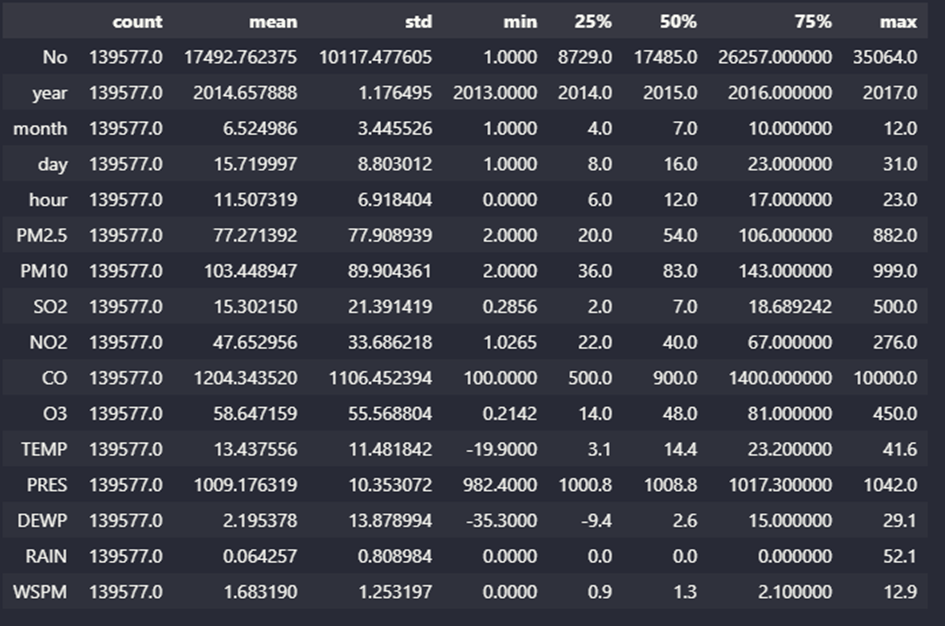 count mean std min 25% 50% 75% max
No 139577.0 17492.762375 10117.477605 1.0000 8729.0 17485.0 26257.000000 35064.0
year 139577.0 2014.657888 1.176495 2013.0000 2014.0 2015.0 2016.000000 2017.0
month 139577.0 6.524986 3.445526 1.0000 4.0 7.0 10.000000 12.0
day 139577.0 15.719997 8.803012 1.0000 8.0 16.0 23.000000 31.0
hour 139577.0 11.507319 6.918404 0.0000 6.0 12.0 17.000000 23.0
PM2.5 139577.0 77.271392 77.908939 2.0000 20.0 54.0 106.000000 882.0
PM10 139577.0 103.448947 89.904361 2.0000 36.0 83.0 143.000000 999.0
SO2 139577.0 15.302150 21.391419 0.2856 2.0 7.0 18.689242 500.0
NO2 139577.0 47.652956 33.686218 1.0265 22.0 40.0 67.000000 276.0
CO 139577.0 1204.343520 1106.452394 100.0000 500.0 900.0 1400.000000 10000.0
O3 139577.0 58.647159 55.568804 0.2142 14.0 48.0 81.000000 450.0
TEMP 139577.0 13.437556 11.481842 -19.9000 3.1 14.4 23.200000 41.6
PRES 139577.0 1009.176319 10.353072 982.4000 1000.8 1008.8 1017.300000 1042.0
DEWP 139577.0 2.195378 13.878994 -35.3000 -9.4 2.6 15.000000 29.1
RAIN 139577.0 0.064257 0.808984 0.0000 0.0 0.0 0.000000 52.1
WSPM 139577.0 1.683190 1.253197 0.0000 0.9 1.3 2.100000 12.9